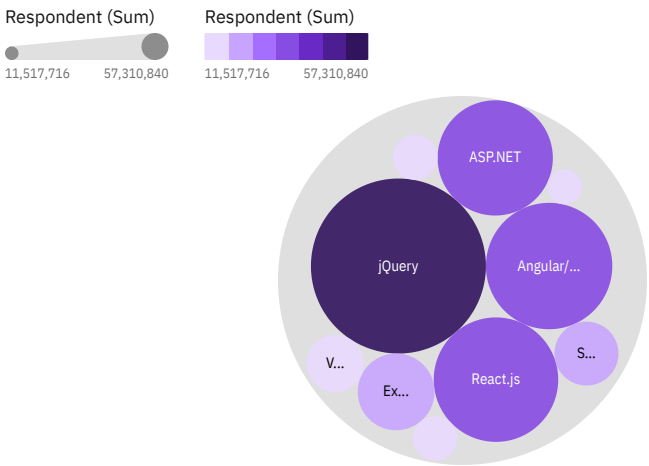 Respondent (Sum)
11,517,716 57,310,840
Respondent (Sum)
11,517,716 57,310,840
ASP.NET
jQuery
Angular/...
V...
S...
Ex...
React.js